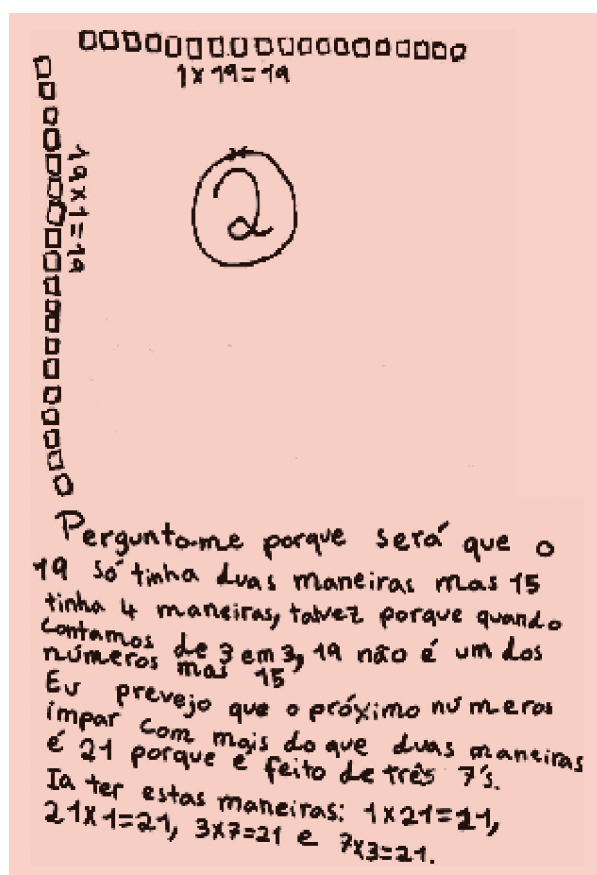 1x19=19
19x1=19
2
Pergunto-me porque será que o
19 só tinha duas maneiras mas 15
tinha 4 maneiras, talvez porque quando
contamos de 3 em 3, 19 não é um dos
números mas 15
Eu prevejo que o próximo números
ímpar com mais do que duas maneiras
é 21 porque é feito de três 7's.
Ia ter estas maneiras: 1x21=21,
21x1=21, 3x7=21 e 7x3=21.